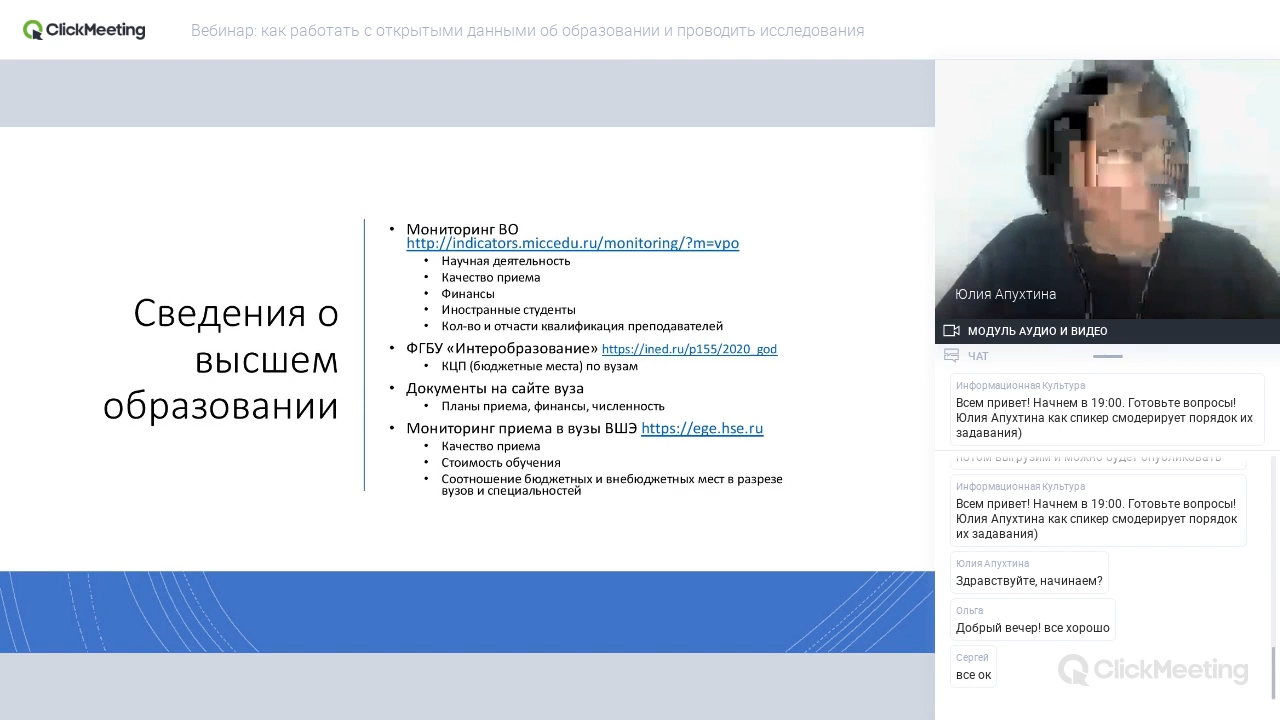 ClickMeeting
Вебинар: как работать с открытыми данными об образовании и проводить исследования
Сведения о
высшем
образовании
• Мониторинг ВО
http://indicators.miccedu.ru/monitoring/?m=vpo
• Научная деятельность
• Качество приема
• Финансы
• Иностранные студенты
• Кол-во и отчасти квалификация преподавателей
• ФГБУ «Интеробразование» https://ined.ru/p155/2020_god
• КЦП (бюджетные места) по вузам
• Документы на сайте вуза
• Планы приема, финансы, численность
• Мониторинг приема в вузы ВШЭ https://ege.hse.ru
• Качество приема
• Стоимость обучения
• Соотношение бюджетных и внебюджетных мест в разрезе
вузов и специальностей
Юлия Апухтина
МОДУЛЬ АУДИО И ВИДЕО
ЧАТ
Информационная Культура
Всем привет! Начнем в 19:00. Готовьте вопросы!
Юлия Апухтина как спикер смодерирует порядок их
задавания)
потом выгрузим и можно будет опубликовать
Информационная Культура
Всем привет! Начнем в 19:00. Готовьте вопросы!
Юлия Апухтина как спикер смодерирует порядок
их задавания)
Юлия Апухтина
Здравствуйте, начинаем?
Ольга
Добрый вечер! все хорошо
Сергей
все ок
ClickMeeting